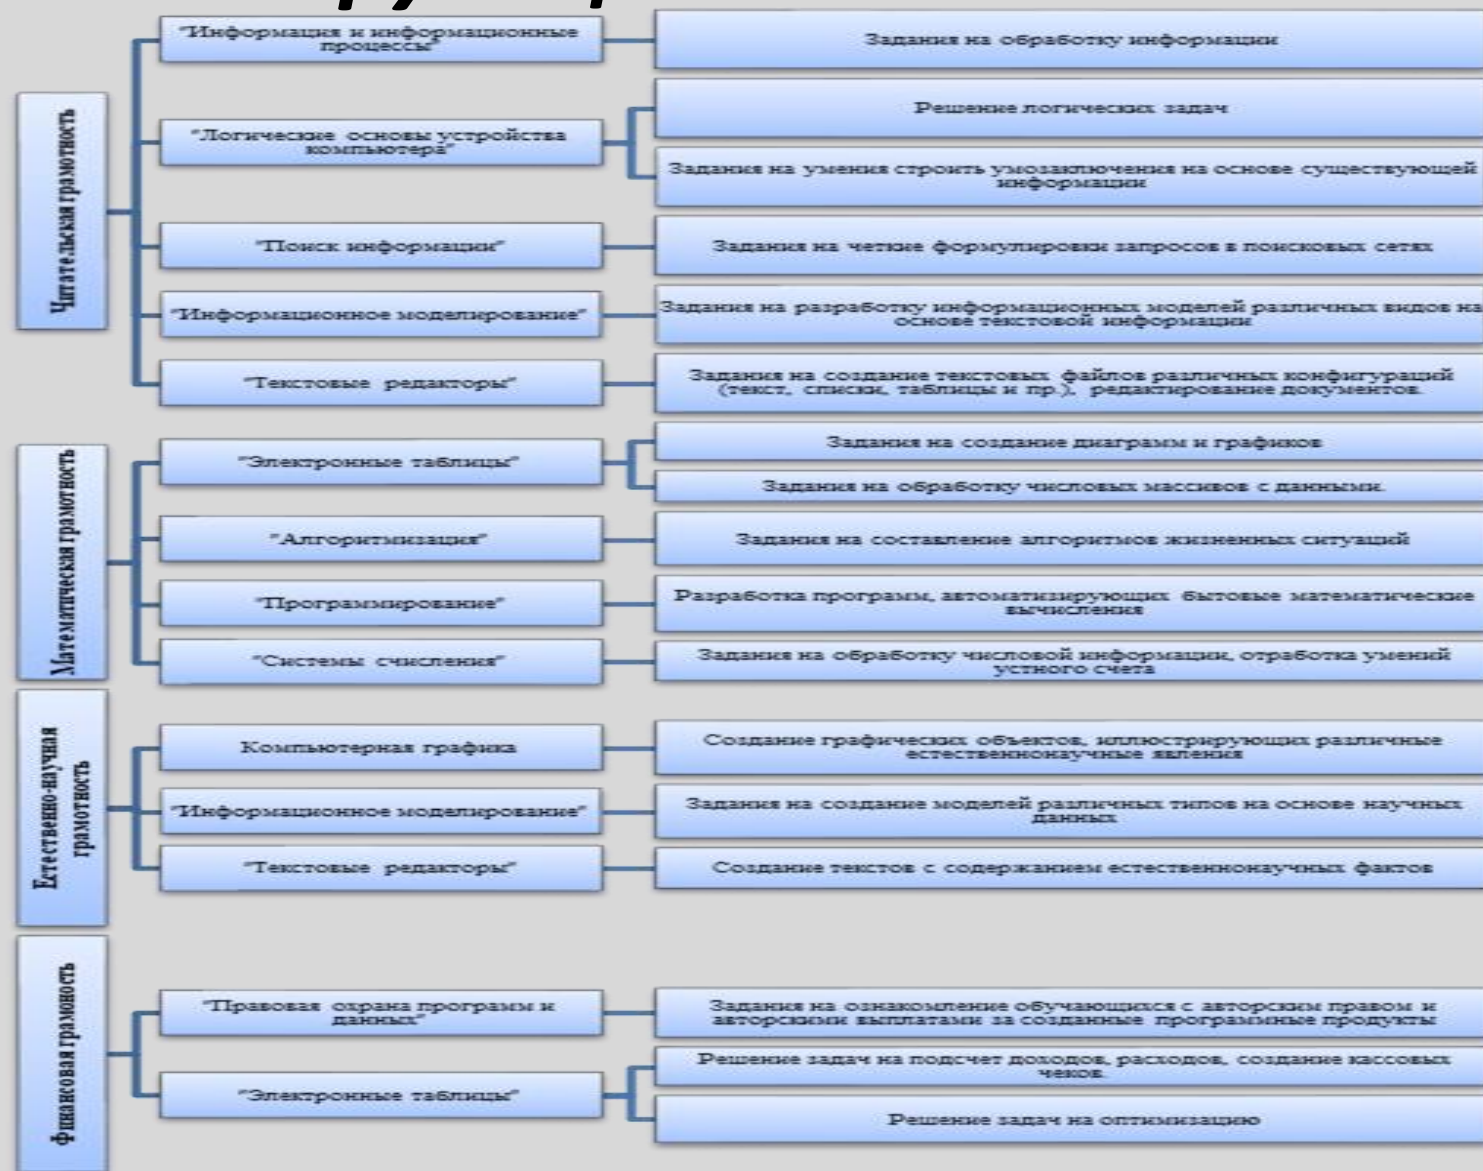 Читательская грамотность
"Информация и информационные
процессы"
Задания на обработку информации
"Логические основы устройства
компьютера"
Решение логических задач
Задания на умения строить умозаключения на основе существующей
информации
"Поиск информации"
Задания на четкие формулировки запросов в поисковых сетях
"Информационное моделирование"
Задания на разработку информационных моделей различных видов на
основе текстовой информации
"Текстовые редакторы"
Задания на создание текстовых файлов различных конфигураций
(текст, списки, таблицы и пр.), редактирование документов.
Математическая грамотность
"Электронные таблицы"
Задания на создание диаграмм и графиков
Задания на обработку числовых массивов с данными.
"Алгоритмизация"
Задания на составление алгоритмов жизненных ситуаций
"Программирование"
Разработка программ, автоматизирующих бытовые математические
вычисления
"Системы счисления"
Задания на обработку числовой информации, отработка умений
устного счета
Естественно-научная
грамотность
Компьютерная графика
Создание графических объектов, иллюстрирующих различные
естественнонаучные явления
"Информационное моделирование"
Задания на создание моделей различных типов на основе научных
данных
"Текстовые редакторы"
Создание текстов с содержанием естественнонаучных фактов
Финансовая грамоность
"Правовая охрана программ и
данных"
Задания на ознакомление обучающихся с авторским правом и
авторскими выплатами за созданные программные продукты
"Электронные таблицы"
Решение задач на подсчет доходов, расходов, создание кассовых
чеков.
Решение задач на оптимизацию